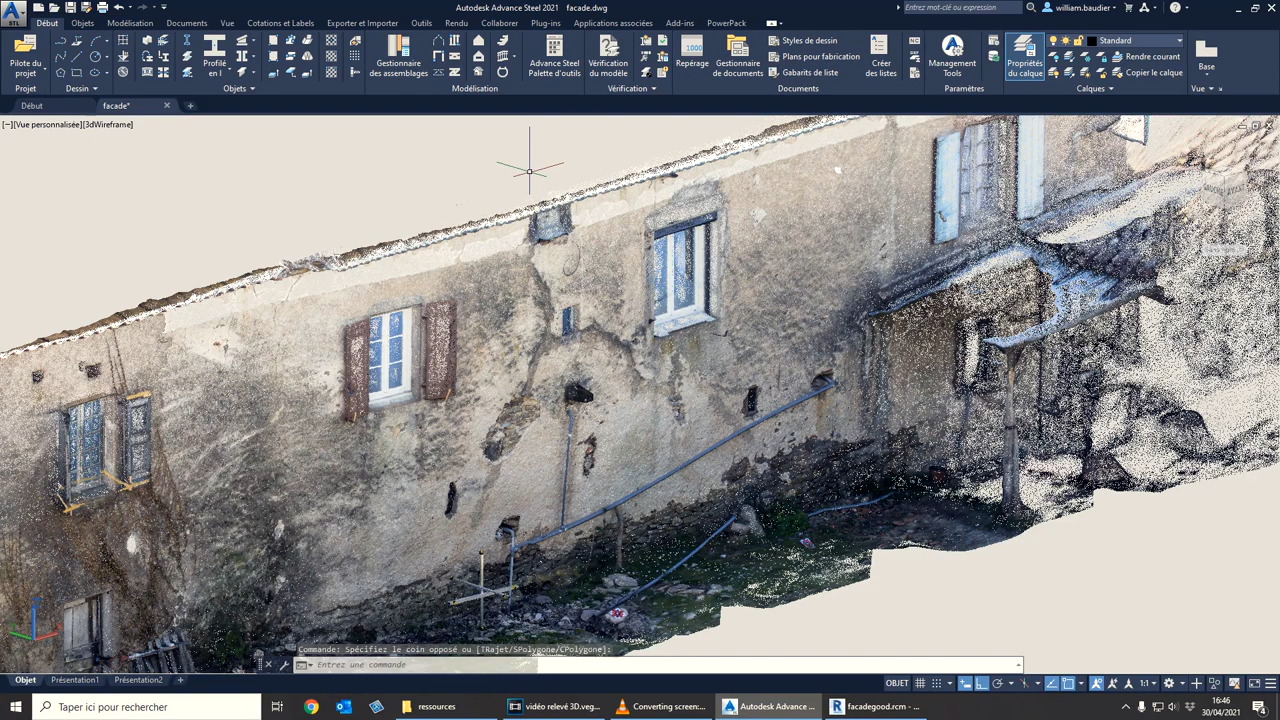 Autodesk Advance Steel 2021 facade.dwg
Entrez mot-clé ou expression
william.baudier
STL
Début Objets Modélisation Documents Vue Cotations et Labels Exporter et Importer Outils Rendu Collaborer Plug-ins Applications associées Add-ins PowerPack
Pilote du projet
Profilé en I
Gestionnaire des assemblages
Advance Steel Palette d'outils
Vérification du modèle
1000
Repérage
Gestionnaire de documents
Styles de dessin
Plans pour fabrication
Gabarits de liste
Créer des listes
NC
Management Tools
Propriétés du calque
Standard
Rendre courant
Copier le calque
Base
Projet Dessin Objets Modélisation Vérification Documents Paramètres Calques Vue
Début facade*
[−][Vue personnalisée][3dWireframe]
Commande: Spécifiez le coin opposé ou [TRajet/SPolygone/CPolygone]:
Entrez une commande
Objet Présentation1 Présentation2
OBJET
1:1
Taper ici pour rechercher
ressources
vidéo relevé 3D.veg...
Converting screen:...
Autodesk Advance ...
facadegood.rcm - ...
16:46
30/04/2021